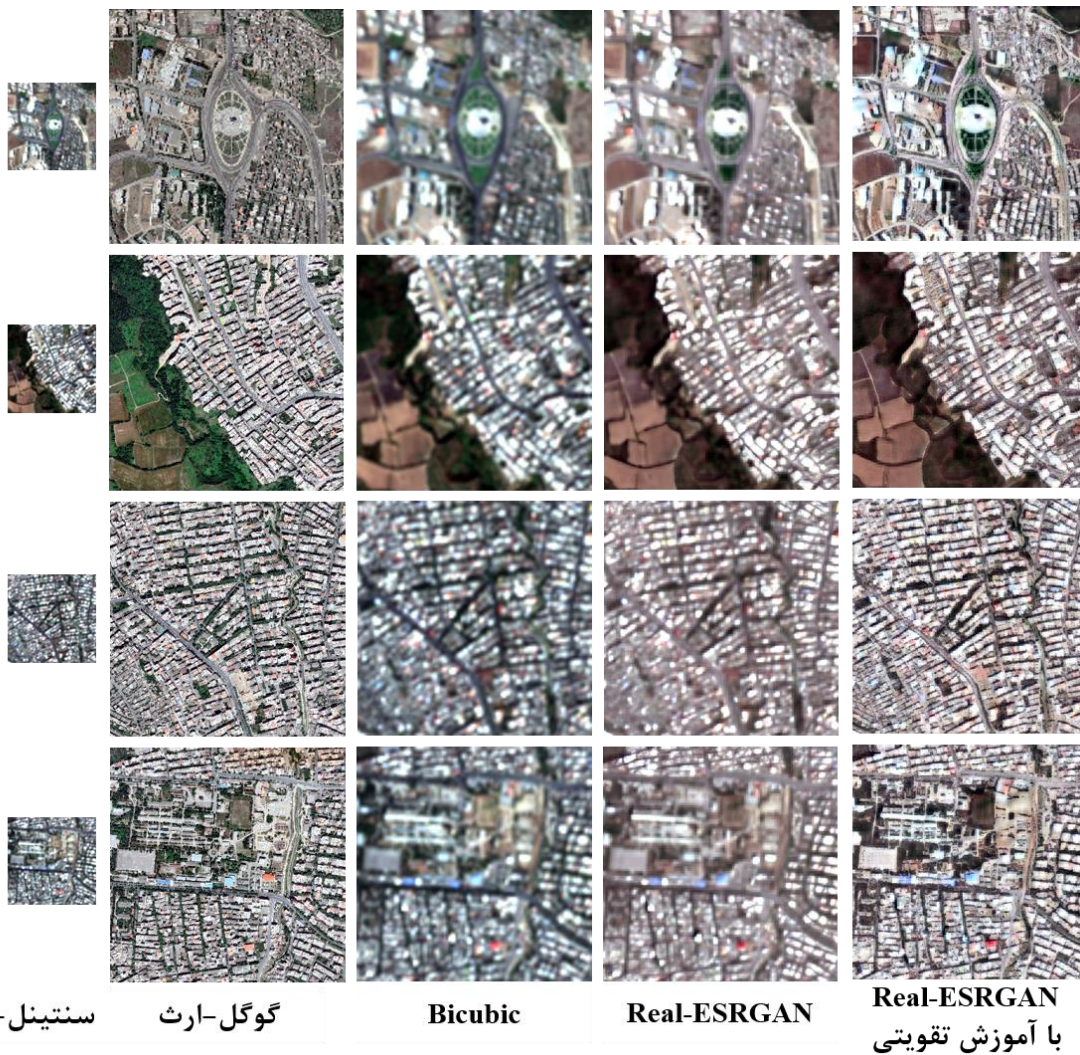 سنتینل-
گوگل-ارث
Bicubic
Real-ESRGAN
Real-ESRGAN
با آموزش تقویتی